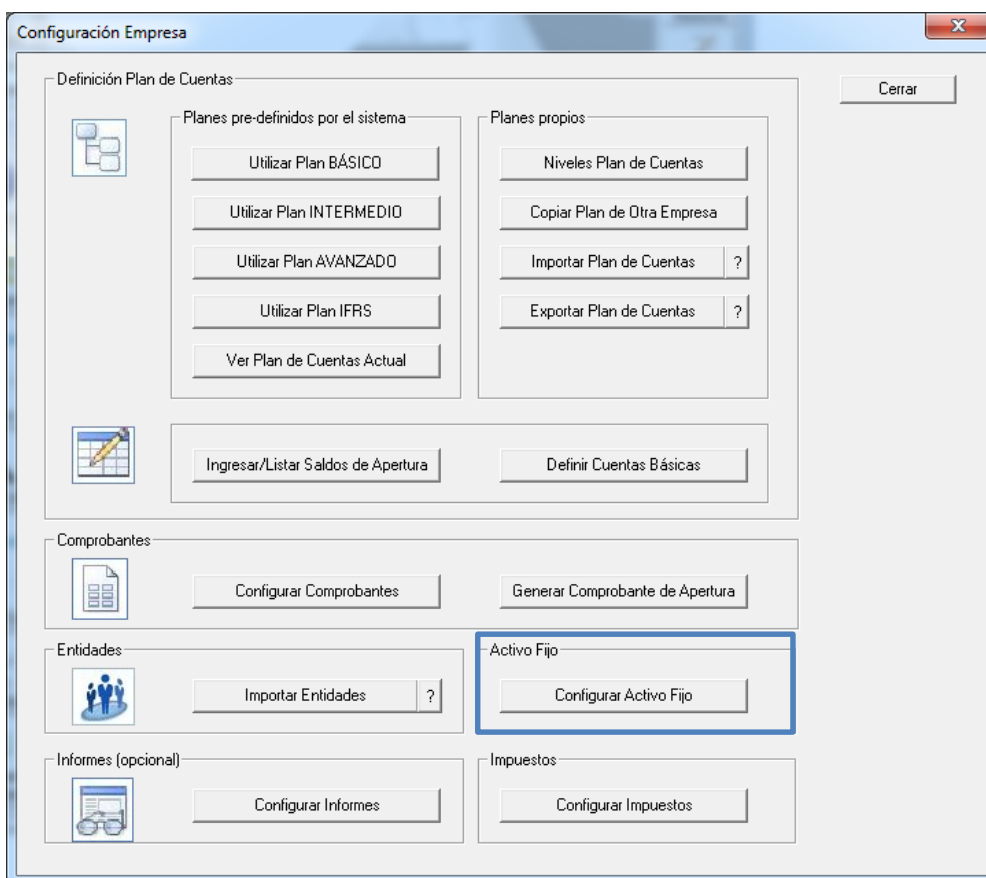 Configuración Empresa
x
Definición Plan de Cuentas
Cerrar
Planes pre-definidos por el sistema
Planes propios
Utilizar Plan BÁSICO
Niveles Plan de Cuentas
Utilizar Plan INTERMEDIO
Copiar Plan de Otra Empresa
Utilizar Plan AVANZADO
Importar Plan de Cuentas ?
Utilizar Plan IFRS
Exportar Plan de Cuentas ?
Ver Plan de Cuentas Actual
Ingresar/Listar Saldos de Apertura
Definir Cuentas Básicas
Comprobantes
Configurar Comprobantes
Generar Comprobante de Apertura
Entidades
Activo Fijo
Importar Entidades ?
Configurar Activo Fijo
Informes (opcional)
Impuestos
Configurar Informes
Configurar Impuestos